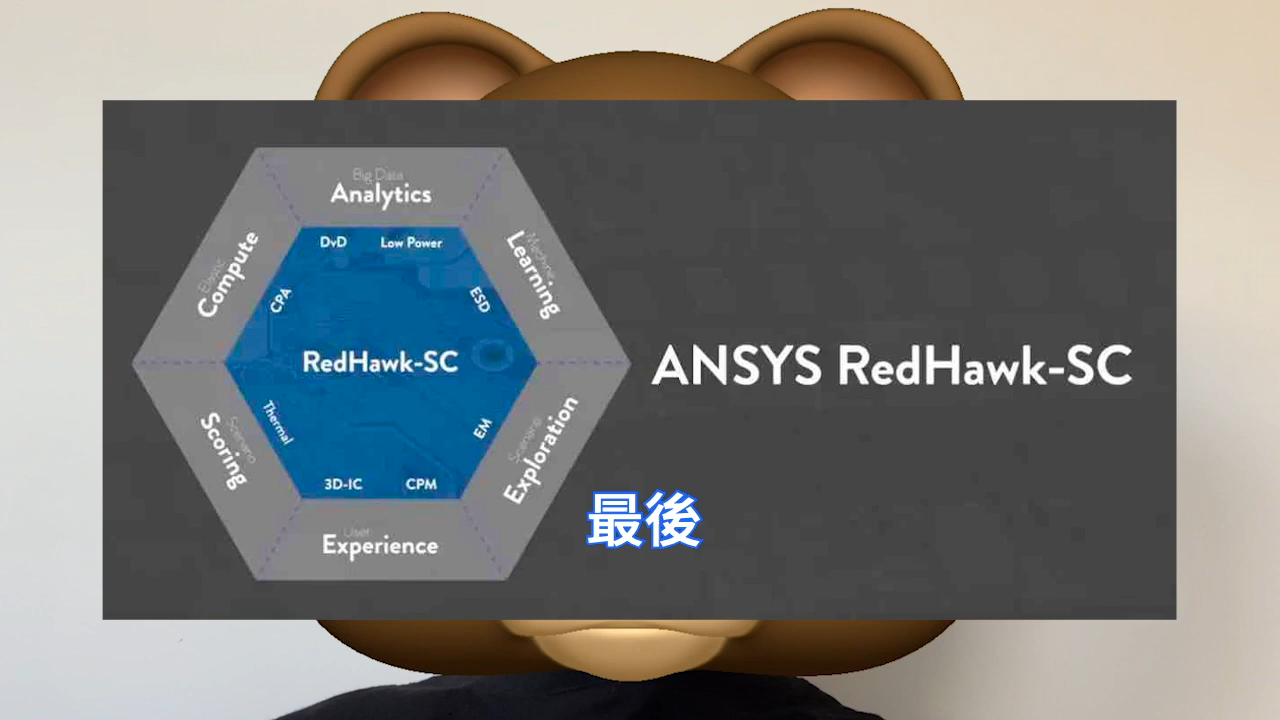 Big Data
Analytics
Elastic
Compute
Machine
Learning
DvD
Low Power
CPA
ESD
RedHawk-SC
ANSYS RedHawk-SC
Thermal
EM
Scenario
Scoring
Scenario
Exploration
3D-IC
CPM
User
Experience
最後